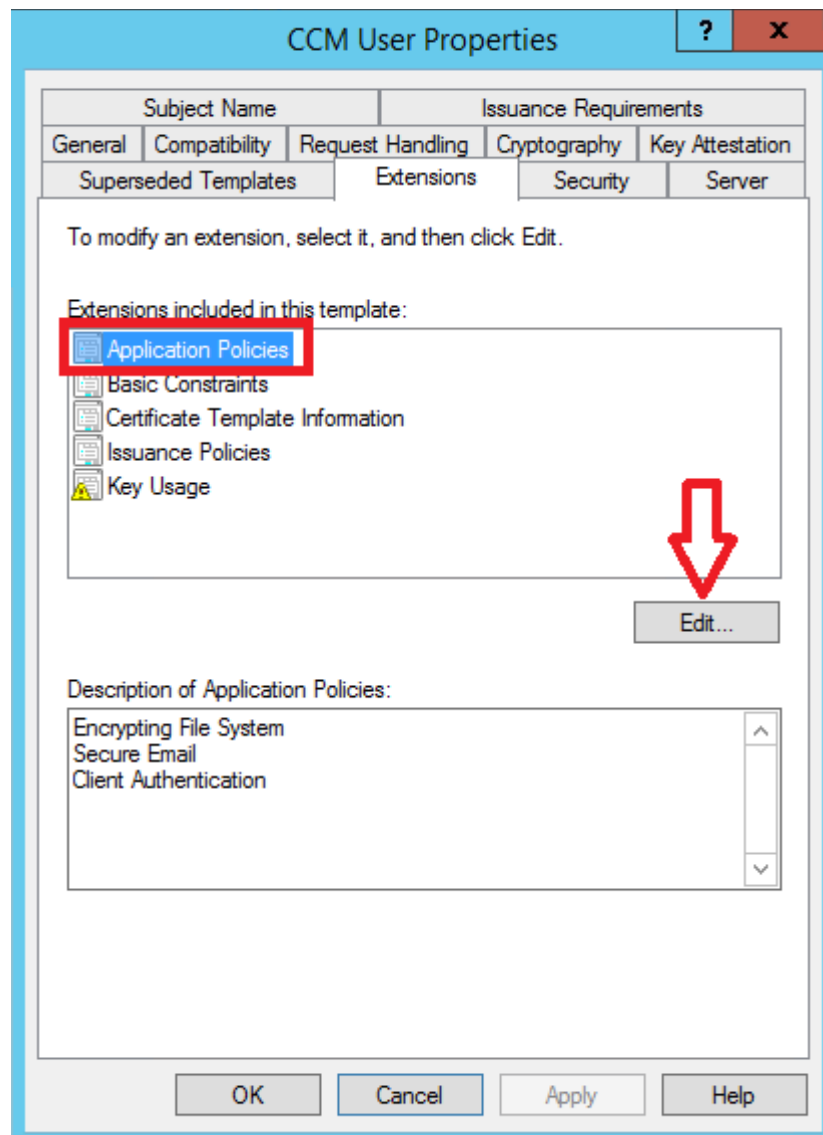 CCM User Properties
?
x
Subject Name
Issuance Requirements
General
Compatibility
Request Handling
Cryptography
Key Attestation
Superseded Templates
Extensions
Security
Server
To modify an extension, select it, and then click Edit.
Extensions included in this template:
Application Policies
Basic Constraints
Certificate Template Information
Issuance Policies
Key Usage
Edit...
Description of Application Policies:
Encrypting File System
Secure Email
Client Authentication
OK
Cancel
Apply
Help